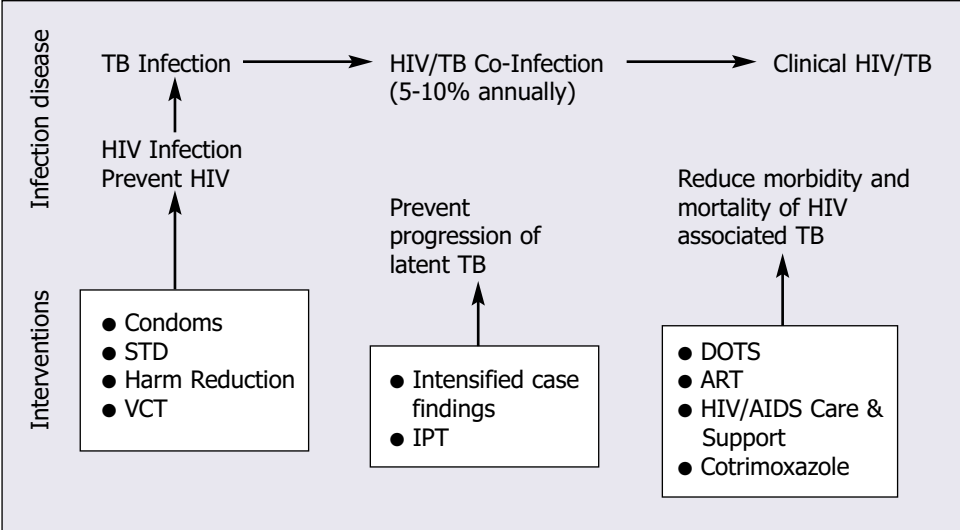 Infection disease
TB Infection
HIV/TB Co-Infection
(5-10% annually)
Clinical HIV/TB
HIV Infection
Prevent HIV
Prevent
progression of
latent TB
Reduce morbidity and
mortality of HIV
associated TB
Interventions
● Condoms
● STD
● Harm Reduction
● VCT
● Intensified case
findings
● IPT
● DOTS
● ART
● HIV/AIDS Care &
Support
● Cotrimoxazole